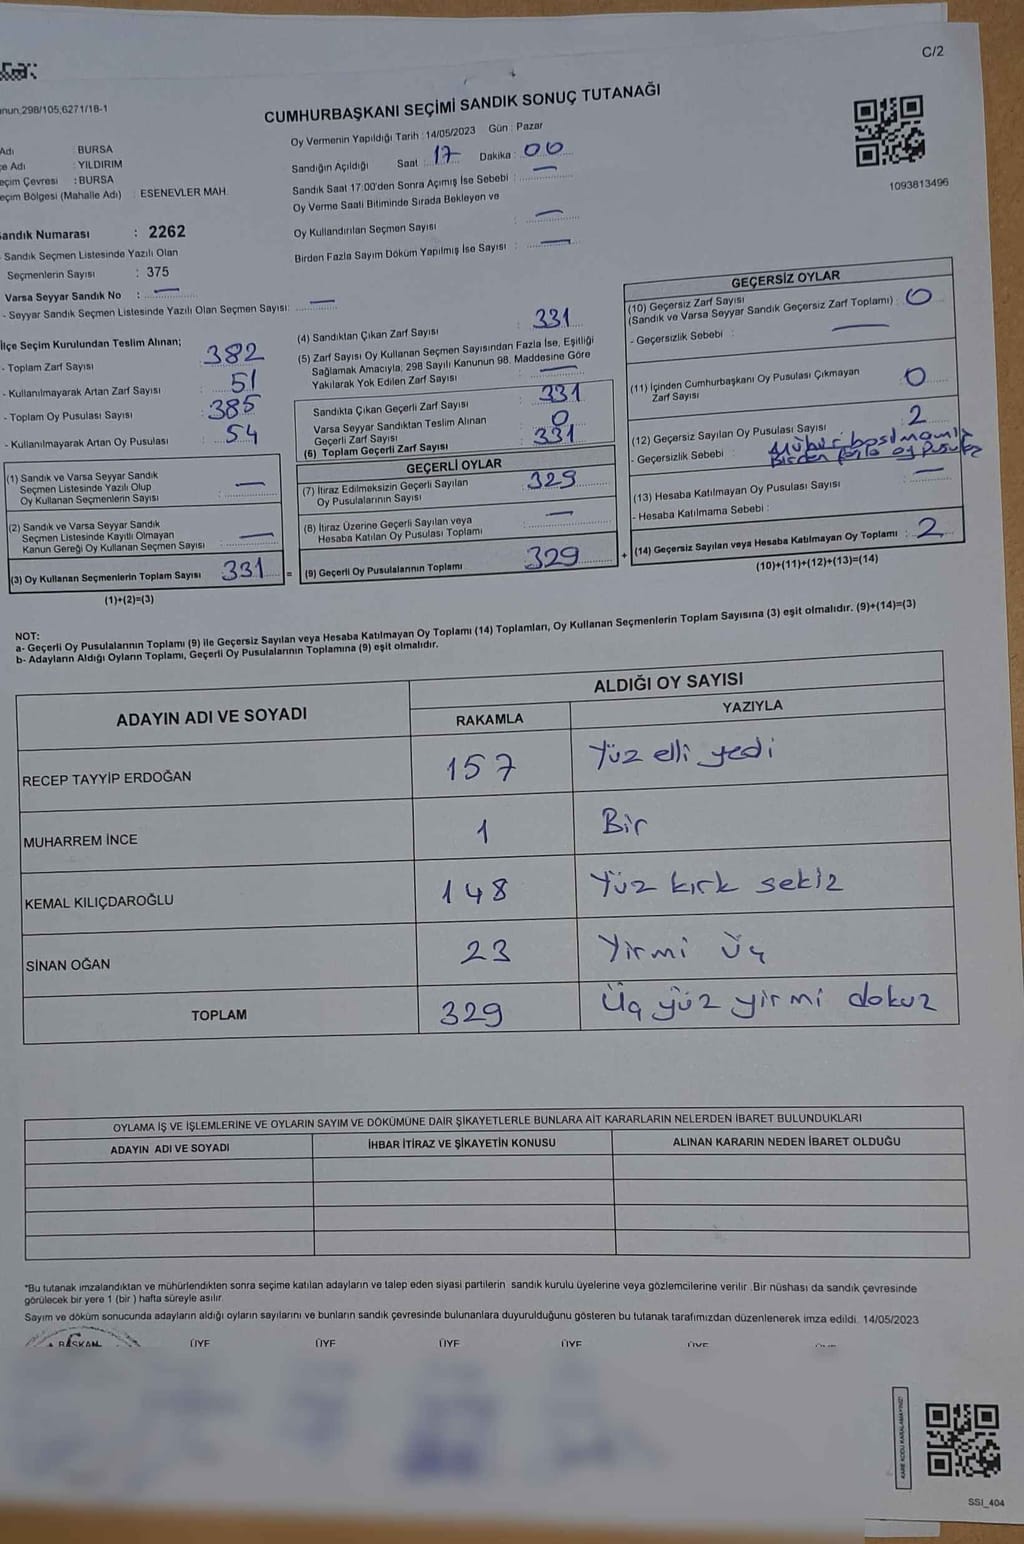 C/2
CUMHURBAŞKANI SEÇİMİ SANDIK SONUÇ TUTANAĞI
298/105;6271/18-1
Oy Vermenin Yapıldığı Tarih : 14/05/2023 Gün : Pazar
Sandığın Açıldığı Saat : 17 Dakika : 00
Sandık Saat 17:00'den Sonra Açımış İse Sebebi : —
Oy Verme Saati Bitiminde Sırada Bekleyen ve
Oy Kullandırılan Seçmen Sayısı : —
Birden Fazla Sayım Döküm Yapılmış İse Sayısı : —
1093813496
Adı : BURSA
Adı : YILDIRIM
Çevresi : BURSA
Bölgesi (Mahalle Adı) : ESENEVLER MAH.
Sandık Numarası : 2262
- Sandık Seçmen Listesinde Yazılı Olan
Seçmenlerin Sayısı : 375
Varsa Seyyar Sandık No : —
- Seyyar Sandık Seçmen Listesinde Yazılı Olan Seçmen Sayısı: —
İlçe Seçim Kurulundan Teslim Alınan;
- Toplam Zarf Sayısı : 382
- Kullanılmayarak Artan Zarf Sayısı : 51
- Toplam Oy Pusulası Sayısı : 385
- Kullanılmayarak Artan Oy Pusulası : 54
(1) Sandık ve Varsa Seyyar Sandık
Seçmen Listesinde Yazılı Olup
Oy Kullanan Seçmenlerin Sayısı : —
(2) Sandık ve Varsa Seyyar Sandık
Seçmen Listesinde Kayıtlı Olmayan
Kanun Gereği Oy Kullanan Seçmen Sayısı : —
(3) Oy Kullanan Seçmenlerin Toplam Sayısı 331 =
(1)+(2)=(3)
(4) Sandıktan Çıkan Zarf Sayısı : 331
(5) Zarf Sayısı Oy Kullanan Seçmen Sayısından Fazla İse, Eşitliği
Sağlamak Amacıyla; 298 Sayılı Kanunun 98. Maddesine Göre
Yakılarak Yok Edilen Zarf Sayısı : —
Sandıkta Çıkan Geçerli Zarf Sayısı : 331
Varsa Seyyar Sandıktan Teslim Alınan
Geçerli Zarf Sayısı : 0
(6) Toplam Geçerli Zarf Sayısı : 331
GEÇERLİ OYLAR
(7) İtiraz Edilmeksizin Geçerli Sayılan
Oy Pusulalarının Sayısı : 329
(8) İtiraz Üzerine Geçerli Sayılan veya
Hesaba Katılan Oy Pusulası Toplamı : —
(9) Geçerli Oy Pusulalarının Toplamı 329 +
GEÇERSİZ OYLAR
(10) Geçersiz Zarf Sayısı
(Sandık ve Varsa Seyyar Sandık Geçersiz Zarf Toplamı) : 0
- Geçersizlik Sebebi : —
(11) İçinden Cumhurbaşkanı Oy Pusulası Çıkmayan
Zarf Sayısı : 0
(12) Geçersiz Sayılan Oy Pusulası Sayısı : 2
- Geçersizlik Sebebi : Mühür
Birden fazla oy pusula
(13) Hesaba Katılmayan Oy Pusulası Sayısı : —
- Hesaba Katılmama Sebebi :
(14) Geçersiz Sayılan veya Hesaba Katılmayan Oy Toplamı : 2
(10)+(11)+(12)+(13)=(14)
NOT:
a- Geçerli Oy Pusulalarının Toplamı (9) ile Geçersiz Sayılan veya Hesaba Katılmayan Oy Toplamı (14) Toplamları, Oy Kullanan Seçmenlerin Toplam Sayısına (3) eşit olmalıdır. (9)+(14)=(3)
b- Adayların Aldığı Oyların Toplamı, Geçerli Oy Pusulalarının Toplamına (9) eşit olmalıdır.
ADAYIN ADI VE SOYADI ALDIĞI OY SAYISI
RAKAMLA YAZIYLA
RECEP TAYYİP ERDOĞAN 157 Yüz elli yedi
MUHARREM İNCE 1 Bir
KEMAL KILIÇDAROĞLU 148 Yüz kırk sekiz
SİNAN OĞAN 23 Yirmi üç
TOPLAM 329 Üç yüz yirmi dokuz
OYLAMA İŞ VE İŞLEMLERİNE VE OYLARIN SAYIM VE DÖKÜMÜNE DAİR ŞİKAYETLERLE BUNLARA AİT KARARLARIN NELERDEN İBARET BULUNDUKLARI
ADAYIN ADI VE SOYADI İHBAR İTİRAZ VE ŞİKAYETİN KONUSU ALINAN KARARIN NEDEN İBARET OLDUĞU
"Bu tutanak imzalandıktan ve mühürlendikten sonra seçime katılan adayların ve talep eden siyasi partilerin sandık kurulu üyelerine veya gözlemcilerine verilir. Bir nüshası da sandık çevresinde
görülecek bir yere 1 (bir) hafta süreyle asılır.
Sayım ve döküm sonucunda adayların aldığı oyların sayılarını ve bunların sandık çevresinde bulunanlara duyurulduğunu gösteren bu tutanak tarafımızdan düzenlenerek imza edildi. 14/05/2023
BAŞKAN ÜYE ÜYE ÜYE ÜYE ÜYE
KARE KODU KARALAMAYINIZ!
SSI_404